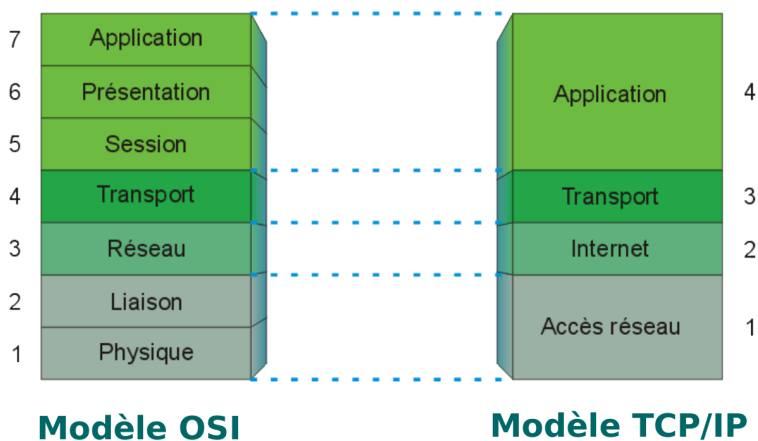 7 Application
6 Présentation
5 Session
4 Transport
3 Réseau
2 Liaison
1 Physique
Modèle OSI
Application 4
Transport 3
Internet 2
Accès réseau 1
Modèle TCP/IP